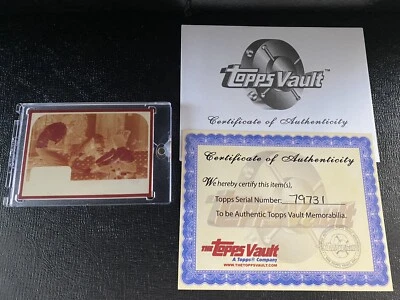 Topps Vault™
Certificate of Authenticity
Certificate of Authenticity
We hereby certify this item(s),
Topps Serial Number: 79731
To be Authentic Topps Vault Memorabilia.
THE Topps Vault
A Topps® Company
WWW.THETOPPSVAULT.COM